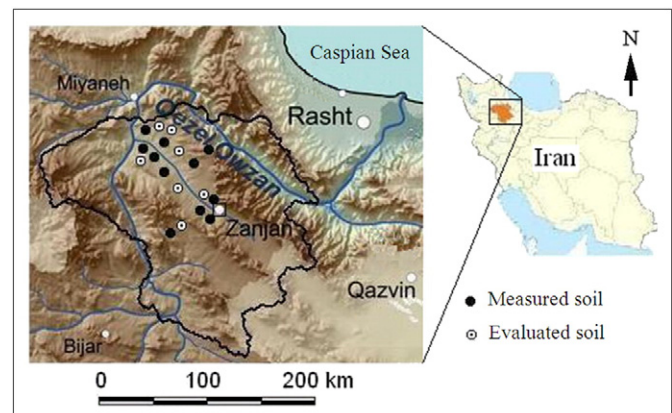 Caspian Sea
N
Miyaneh
Rasht
Qezel Owzan
Iran
Zanjan
Qazvin
Measured soil
Evaluated soil
Bijar
0 100 200 km